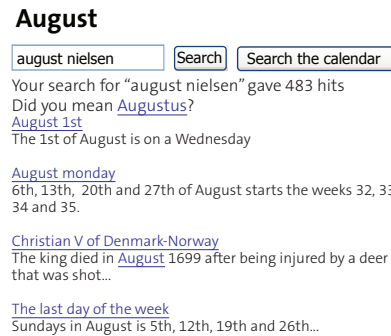 August
august nielsen Search Search the calendar
Your search for “august nielsen” gave 483 hits
Did you mean Augustus?
August 1st
The 1st of August is on a Wednesday
August monday
6th, 13th, 20th and 27th of August starts the weeks 32, 33
34 and 35.
Christian V of Denmark-Norway
The king died in August 1699 after being injured by a deer
that was shot...
The last day of the week
Sundays in August is 5th, 12th, 19th and 26th...